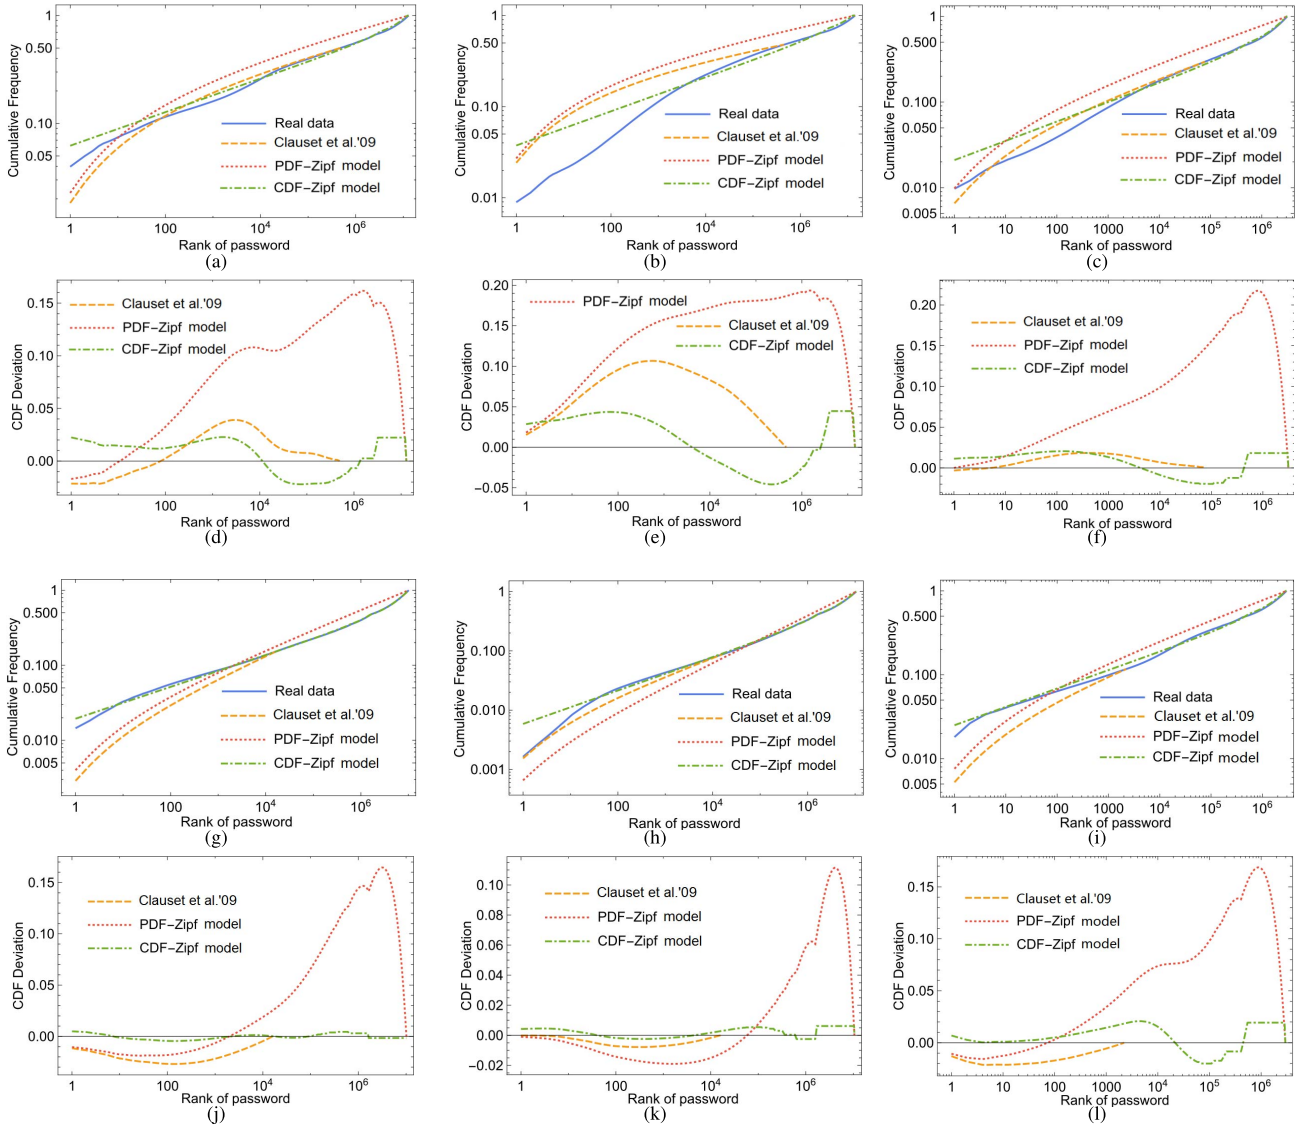 Cumulative Frequency
1
0.50
0.10
0.05
Real data
Clauset et al.'09
PDF−Zipf model
CDF−Zipf model
1 100 10^4 10^6
Rank of password
(a)
Cumulative Frequency
1
0.50
0.10
0.05
0.01
Real data
Clauset et al.'09
PDF−Zipf model
CDF−Zipf model
1 100 10^4 1000 10^6
Rank of password
(b)
Cumulative Frequency
1
0.500
0.100
0.050
0.010
0.005
Real data
Clauset et al.'09
PDF−Zipf model
CDF−Zipf model
1 10 100 1000 10^4 10^5 10^6
Rank of password
(c)
CDF Deviation
0.15
0.10
0.05
0.00
Clauset et al.'09
PDF−Zipf model
CDF−Zipf model
1 100 10^4 10^6
Rank of password
(d)
CDF Deviation
0.20
0.15
0.10
0.05
0.00
−0.05
PDF−Zipf model
Clauset et al.'09
CDF−Zipf model
1 100 10^4 10^6
Rank of password
(e)
CDF Deviation
0.20
0.15
0.10
0.05
0.00
Clauset et al.'09
PDF−Zipf model
CDF−Zipf model
1 10 100 1000 10^4 10^5 10^6
Rank of password
(f)
Cumulative Frequency
1
0.500
0.100
0.050
0.010
0.005
Real data
Clauset et al.'09
PDF−Zipf model
CDF−Zipf model
1 100 10^4 10^6
Rank of password
(g)
Cumulative Frequency
1
0.100
0.010
0.001
Real data
Clauset et al.'09
PDF−Zipf model
CDF−Zipf model
1 100 10^4 10^6
Rank of password
(h)
Cumulative Frequency
1
0.500
0.100
0.050
0.010
0.005
Real data
Clauset et al.'09
PDF−Zipf model
CDF−Zipf model
1 10 100 1000 10^4 10^5 10^6
Rank of password
(i)
CDF Deviation
0.15
0.10
0.05
0.00
Clauset et al.'09
PDF−Zipf model
CDF−Zipf model
1 100 10^4 10^6
Rank of password
(j)
CDF Deviation
0.10
0.08
0.06
0.04
0.02
0.00
−0.02
Clauset et al.'09
PDF−Zipf model
CDF−Zipf model
1 100 10^4 10^6
Rank of password
(k)
CDF Deviation
0.15
0.10
0.05
0.00
Clauset et al.'09
PDF−Zipf model
CDF−Zipf model
1 10 100 1000 10^4 10^5 10^6
Rank of password
(l)